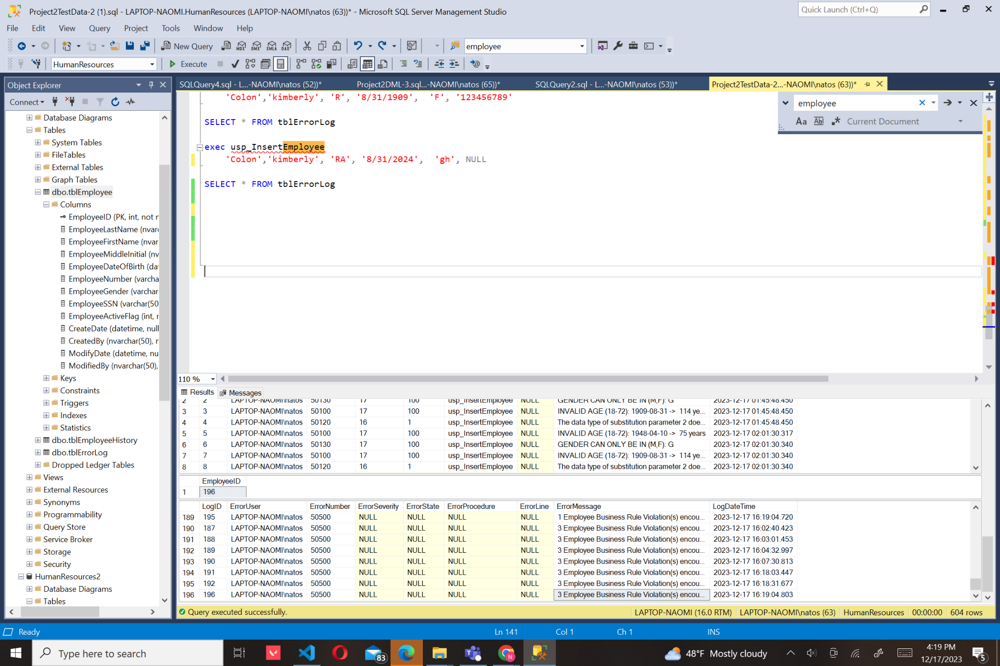 Project2TestData-2 (1).sql - LAPTOP-NAOMI.HumanResources (LAPTOP-NAOMI\natos (63))* - Microsoft SQL Server Management Studio
Quick Launch (Ctrl+Q)
File Edit View Query Project Tools Window Help
New Query MDX DMX XMLA DAX employee
HumanResources Execute
Object Explorer
SQLQuery4.sql - L...-NAOMI\natos (52))* Project2DML-3.sql...-NAOMI\natos (65))* SQLQuery2.sql - L...-NAOMI\natos (53))* Project2TestData-2...-NAOMI\natos (63))*
Connect
Database Diagrams
Tables
System Tables
FileTables
External Tables
Graph Tables
dbo.tblEmployee
Columns
EmployeeID (PK, int, not r
EmployeeLastName (nvar
EmployeeFirstName (nvar
EmployeeMiddleInitial (nv
EmployeeDateOfBirth (da
EmployeeNumber (varcha
EmployeeGender (varchar
EmployeeSSN (varchar(50
EmployeeActiveFlag (int, r
CreateDate (datetime, null
CreatedBy (nvarchar(50), r
ModifyDate (datetime, nu
ModifiedBy (nvarchar(50),
Keys
Constraints
Triggers
Indexes
Statistics
dbo.tblEmployeeHistory
dbo.tblErrorLog
Dropped Ledger Tables
Views
External Resources
Synonyms
Programmability
Query Store
Service Broker
Storage
Security
HumanResources2
Database Diagrams
Tables
'Colon','kimberly', 'R', '8/31/1909', 'F', '123456789'
SELECT * FROM tblErrorLog
exec usp_InsertEmployee
'Colon','kimberly', 'RA', '8/31/2024', 'gh', NULL
SELECT * FROM tblErrorLog
employee
Aa Abl .* Current Document
110 %
Results Messages
2 2 LAPTOP-NAOMI\natos 50130 17 100 usp_InsertEmployee NULL GENDER CAN ONLY BE IN (M,F): G 2023-12-17 01:45:48.450
3 3 LAPTOP-NAOMI\natos 50100 17 100 usp_InsertEmployee NULL INVALID AGE (18-72): 1909-08-31 -> 114 ye... 2023-12-17 01:45:48.450
4 4 LAPTOP-NAOMI\natos 50120 16 1 usp_InsertEmployee NULL The data type of substitution parameter 2 doe... 2023-12-17 01:45:48.450
5 5 LAPTOP-NAOMI\natos 50100 17 100 usp_InsertEmployee NULL INVALID AGE (18-72): 1948-04-10 -> 75 years 2023-12-17 02:01:30.317
6 6 LAPTOP-NAOMI\natos 50130 17 100 usp_InsertEmployee NULL GENDER CAN ONLY BE IN (M,F): G 2023-12-17 02:01:30.340
7 7 LAPTOP-NAOMI\natos 50100 17 100 usp_InsertEmployee NULL INVALID AGE (18-72): 1909-08-31 -> 114 ye... 2023-12-17 02:01:30.340
8 8 LAPTOP-NAOMI\natos 50120 16 1 usp_InsertEmployee NULL The data type of substitution parameter 2 doe... 2023-12-17 02:01:30.340
EmployeeID
1 196
LogID ErrorUser ErrorNumber ErrorSeverity ErrorState ErrorProcedure ErrorLine ErrorMessage LogDateTime
189 195 LAPTOP-NAOMI\natos 50500 NULL NULL NULL NULL 1 Employee Business Rule Violation(s) encou... 2023-12-17 16:19:04.720
190 187 LAPTOP-NAOMI\natos 50500 NULL NULL NULL NULL 3 Employee Business Rule Violation(s) encou... 2023-12-17 16:02:40.423
191 188 LAPTOP-NAOMI\natos 50500 NULL NULL NULL NULL 3 Employee Business Rule Violation(s) encou... 2023-12-17 16:03:01.453
192 189 LAPTOP-NAOMI\natos 50500 NULL NULL NULL NULL 3 Employee Business Rule Violation(s) encou... 2023-12-17 16:04:32.997
193 190 LAPTOP-NAOMI\natos 50500 NULL NULL NULL NULL 3 Employee Business Rule Violation(s) encou... 2023-12-17 16:07:30.813
194 191 LAPTOP-NAOMI\natos 50500 NULL NULL NULL NULL 3 Employee Business Rule Violation(s) encou... 2023-12-17 16:18:03.447
195 192 LAPTOP-NAOMI\natos 50500 NULL NULL NULL NULL 3 Employee Business Rule Violation(s) encou... 2023-12-17 16:18:31.677
196 196 LAPTOP-NAOMI\natos 50500 NULL NULL NULL NULL 3 Employee Business Rule Violation(s) encou... 2023-12-17 16:19:04.803
Query executed successfully. LAPTOP-NAOMI (16.0 RTM) LAPTOP-NAOMI\natos (63) HumanResources 00:00:00 604 rows
Ready Ln 141 Col 1 Ch 1 INS
Type here to search 83 N 48°F Mostly cloudy 4:19 PM
12/17/2023 5